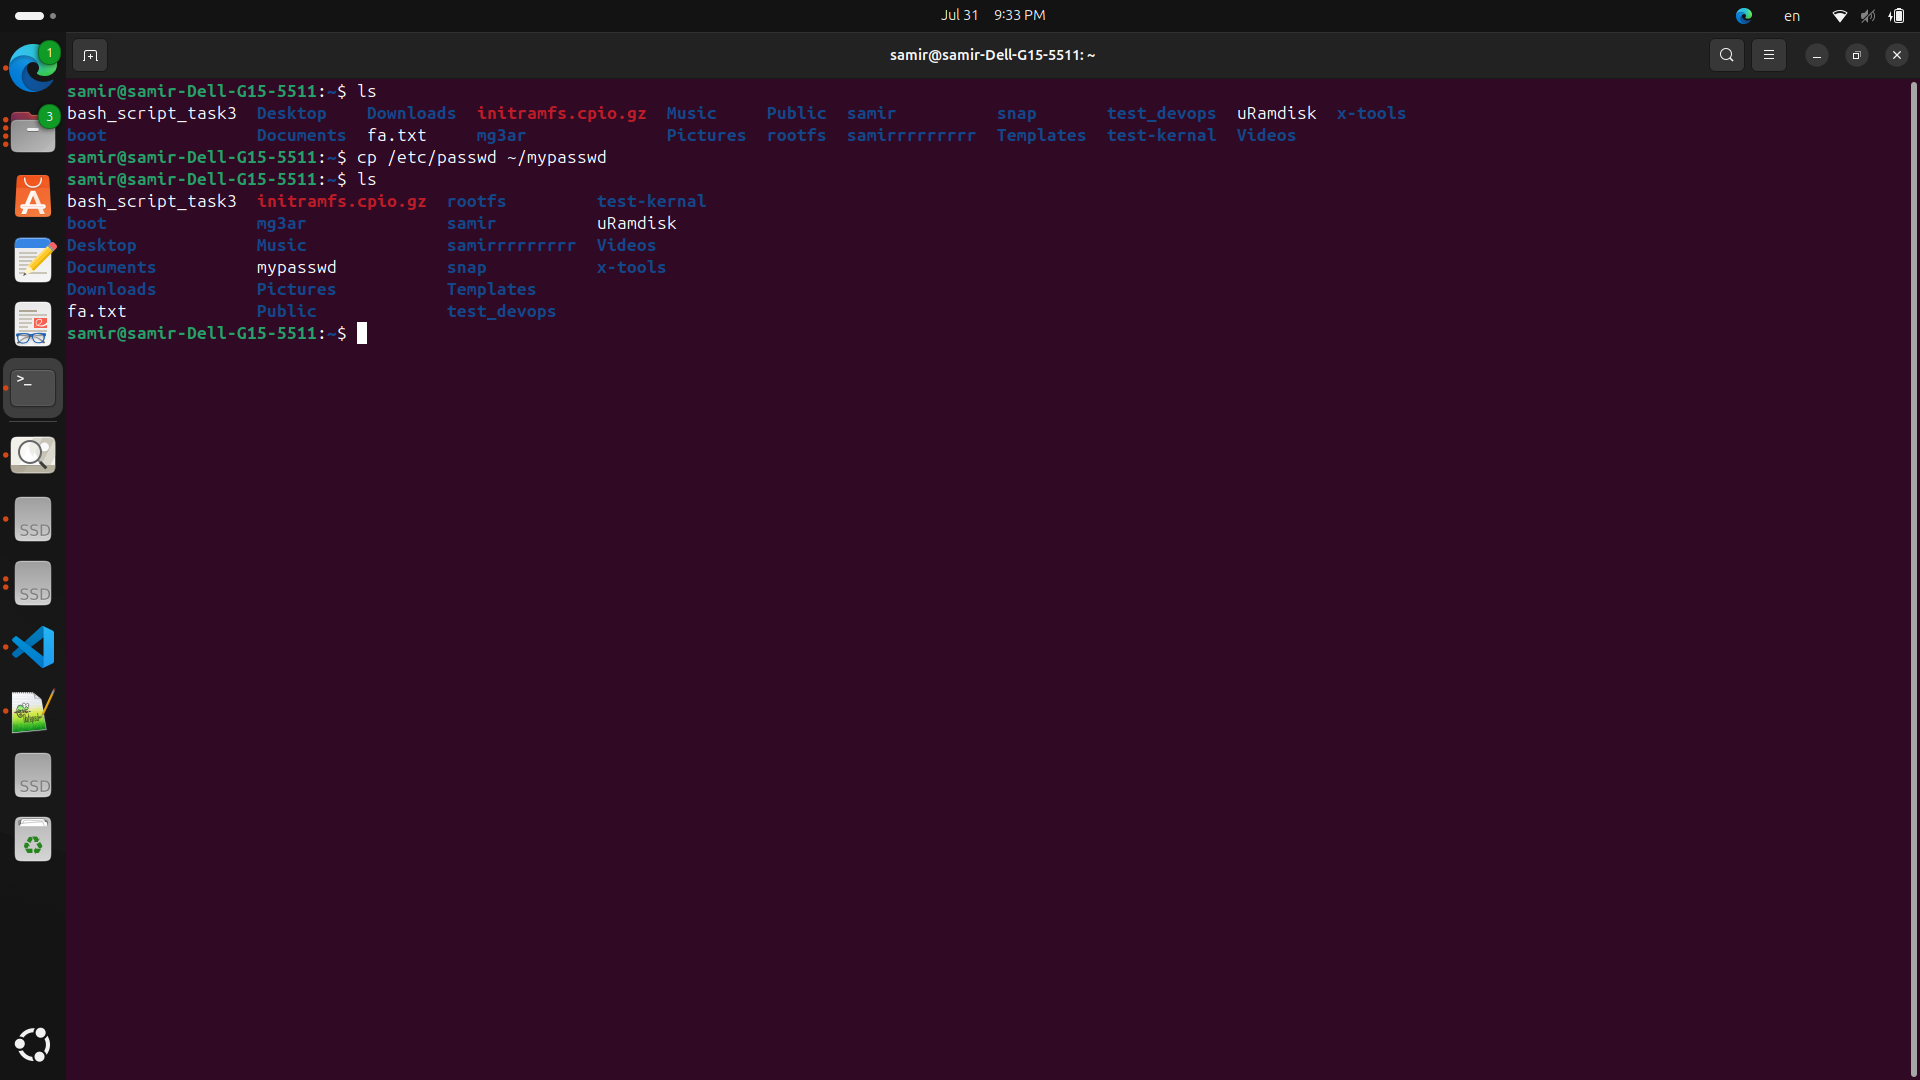 Jul 31 9:33 PM
en
samir@samir-Dell-G15-5511: ~
1
3
samir@samir-Dell-G15-5511:~$ ls
bash_script_task3 Desktop Downloads initramfs.cpio.gz Music Public samir snap test_devops uRamdisk x-tools
boot Documents fa.txt mg3ar Pictures rootfs samirrrrrrrrr Templates test-kernal Videos
samir@samir-Dell-G15-5511:~$ cp /etc/passwd ~/mypasswd
samir@samir-Dell-G15-5511:~$ ls
bash_script_task3 initramfs.cpio.gz rootfs test-kernal
boot mg3ar samir uRamdisk
Desktop Music samirrrrrrrrr Videos
Documents mypasswd snap x-tools
Downloads Pictures Templates
fa.txt Public test_devops
samir@samir-Dell-G15-5511:~$
>_
SSD
SSD
SSD